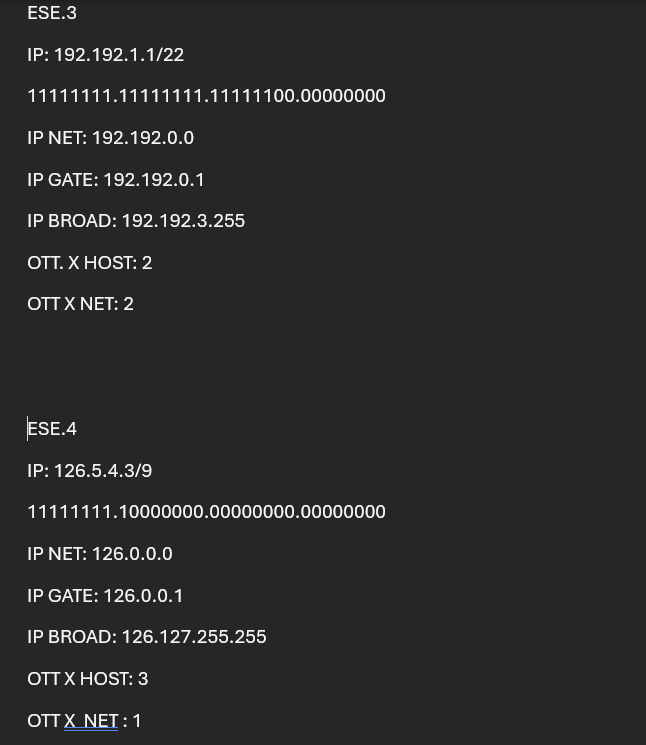 ESE.3
IP: 192.192.1.1/22
11111111.11111111.11111100.00000000
IP NET: 192.192.0.0
IP GATE: 192.192.0.1
IP BROAD: 192.192.3.255
OTT. X HOST: 2
OTT X NET: 2
ESE.4
IP: 126.5.4.3/9
11111111.10000000.00000000.00000000
IP NET: 126.0.0.0
IP GATE: 126.0.0.1
IP BROAD: 126.127.255.255
OTT X HOST: 3
OTT X  NET : 1